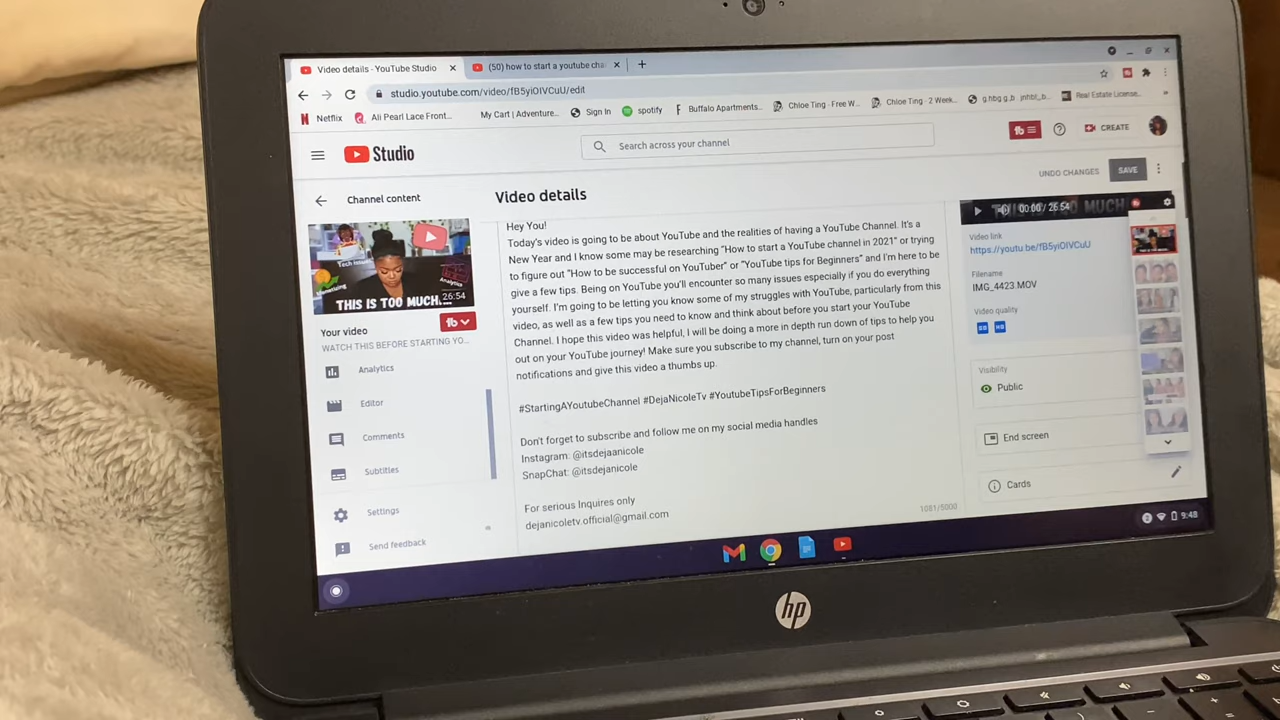 Video details - YouTube Studio
(50) how to start a youtube cha
studio.youtube.com/video/fB5yiOIVCuU/edit
Netflix
Ali Pearl Lace Front...
My Cart | Adventure...
Sign In
spotify
Buffalo Apartments...
Chloe Ting - Free W...
Chloe Ting - 2 Week...
Real Estate License...
Studio
Search across your channel
CREATE
Channel content
Video details
UNDO CHANGES
SAVE
Tech issues
Monetizing
Analytics
THIS IS TOO MUCH....
26:54
Your video
WATCH THIS BEFORE STARTING YO...
Analytics
Editor
Comments
Subtitles
Settings
Send feedback
Hey You!
Today's video is going to be about YouTube and the realities of having a YouTube Channel. It's a
New Year and I know some may be researching "How to start a YouTube channel in 2021" or trying
to figure out "How to be successful on YouTuber" or "YouTube tips for Beginners" and I'm here to
give a few tips. Being on YouTube you'll encounter so many issues especially if you do everything
yourself. I'm going to be letting you know some of my struggles with YouTube, particularly from this
video, as well as a few tips you need to know and think about before you start your YouTube
Channel. I hope this video was helpful, I will be doing a more in depth run down of tips to help you
out on your YouTube journey! Make sure you subscribe to my channel, turn on your post
notifications and give this video a thumbs up.
#StartingAYoutubeChannel #DejaNicoleTv #YoutubeTipsForBeginners
Don't forget to subscribe and follow me on my social media handles
Instagram: @itsdejaanicole
SnapChat: @itsdejanicole
For serious Inquires only
dejanicoletv.official@gmail.com
1081/5000
00:00 / 26:54
Video link
https://youtu.be/fB5yiOIVCuU
Filename
IMG_4423.MOV
Video quality
SD HD
Visibility
Public
End screen
Cards
9:48
hp